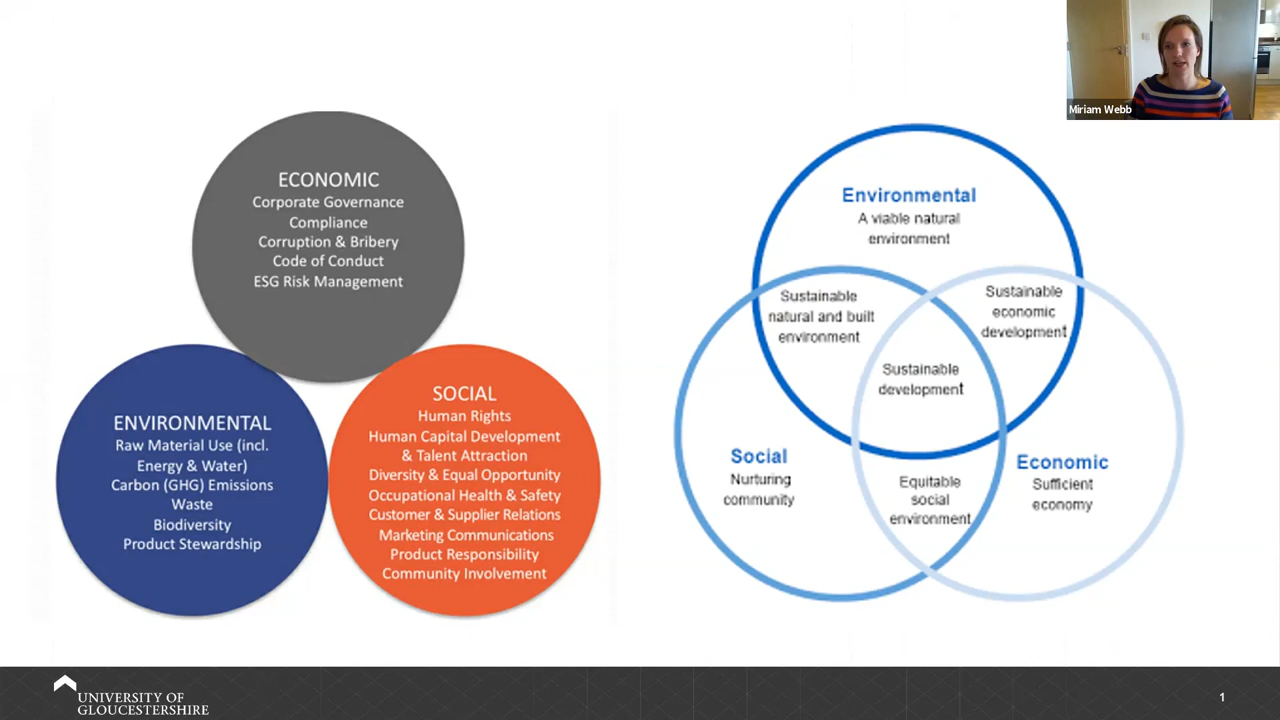 Miriam Webb
ECONOMIC
Corporate Governance
Compliance
Corruption & Bribery
Code of Conduct
ESG Risk Management
ENVIRONMENTAL
Raw Material Use (incl.
Energy & Water)
Carbon (GHG) Emissions
Waste
Biodiversity
Product Stewardship
SOCIAL
Human Rights
Human Capital Development
& Talent Attraction
Diversity & Equal Opportunity
Occupational Health & Safety
Customer & Supplier Relations
Marketing Communications
Product Responsibility
Community Involvement
Environmental
A viable natural
environment
Sustainable
natural and built
environment
Sustainable
economic
development
Sustainable
development
Social
Nurturing
community
Equitable
social
environment
Economic
Sufficient
economy
UNIVERSITY OF
GLOUCESTERSHIRE
1